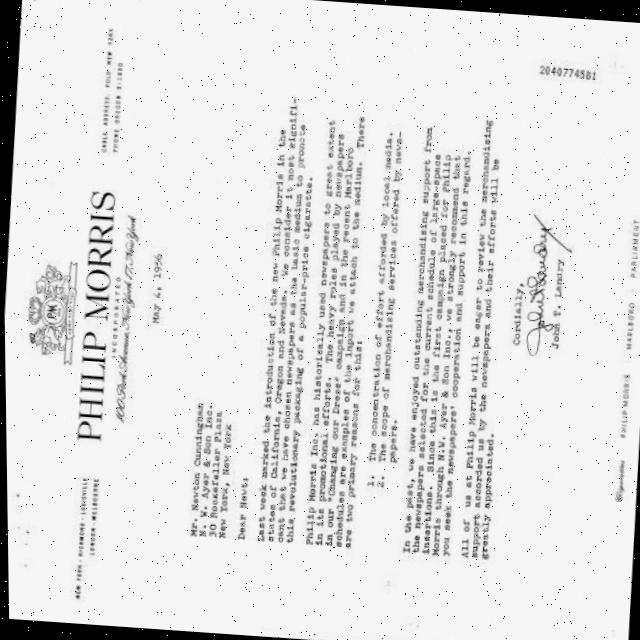 2040774581
NEW YORK · RICHMOND · LOUISVILLE
LONDON · MELBOURNE
PHILIP MORRIS
INCORPORATED
100 Park Avenue, New York 17, New York
CABLE ADDRESS, PHILP NEW YORK
PHONE OREGON 9-1800
May 4, 1956
Mr. Newton Cunningham
N. W. Ayer & Son Inc.
30 Rockefeller Plaza
New York, New York
Dear Newt:
Last week marked the introduction of the new Philip Morris in the
states of California, Oregon and Nevada. We consider it most signifi-
cant that we have chosen newspapers as the basic medium to promote
this revolutionary packaging of a popular-price cigarette.
Philip Morris Inc. has historically used newspapers to great extent
in its promotional efforts. The heavy roles played by newspapers
in our "Changing our Dress" campaign and in the recent Marlboro
schedules are examples of the import we attach to the medium. There
are two primary reasons for this:
1. The concentration of effort afforded by local media.
2. The scope of merchandising services offered by news-
papers.
In the past, we have enjoyed outstanding merchandising support from
the newspapers selected for the current schedule of large-space
insertions. Since this is the first campaign placed for Philip
Morris through N.W. Ayer & Son Inc., we strongly recommend that
you seek the newspapers' cooperation and support in this regard.
All of us at Philip Morris will be eager to review the merchandising
support accorded us by the newspapers and their efforts will be
greatly appreciated.
Cordially,
John T. Landry
PHILIP MORRIS · MARLBORO · PARLIAMENT